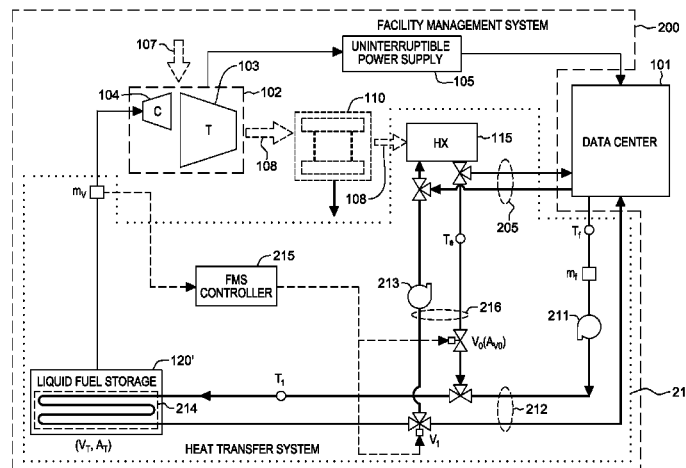 FACILITY MANAGEMENT SYSTEM
200
107
UNINTERRUPTIBLE
POWER SUPPLY
105
101
103
104
102
C
T
110
108
108
HX
115
DATA CENTER
205
mV
Te
Tf
mf
215
FMS
CONTROLLER
213
216
211
V0(AV0)
120'
LIQUID FUEL STORAGE
T1
214
212
21
(VT, AT)
V1
HEAT TRANSFER SYSTEM